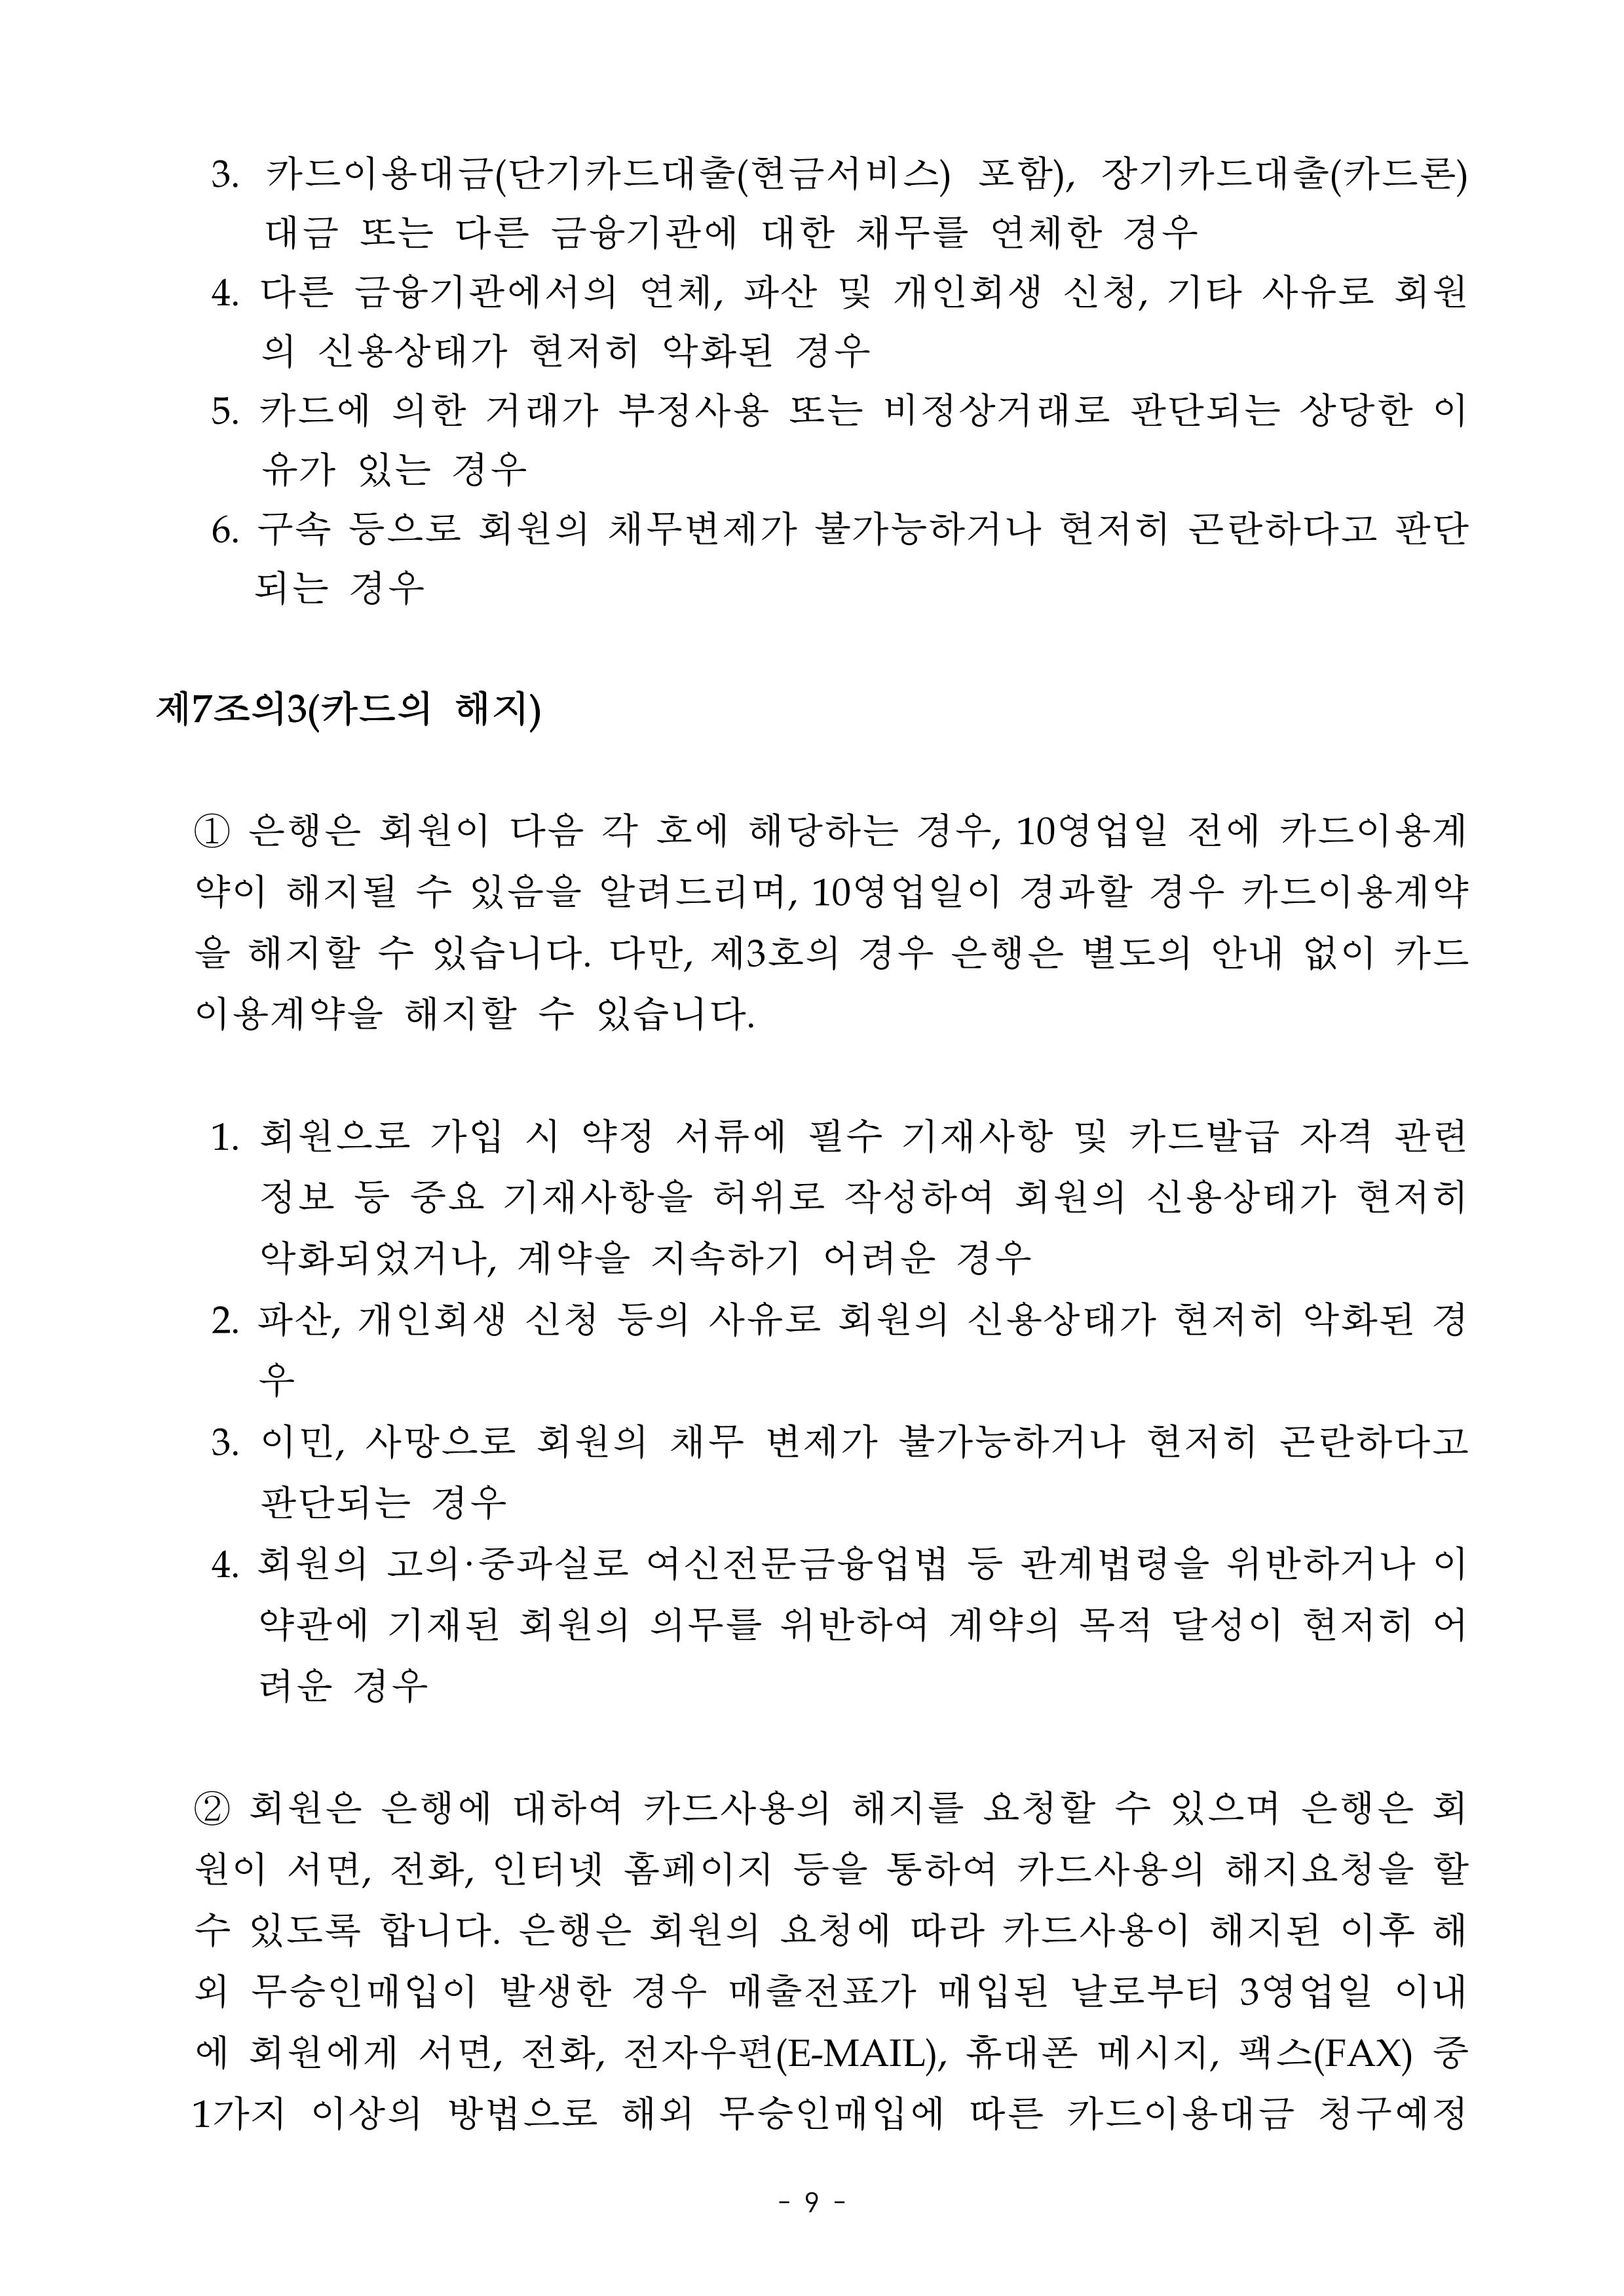 3. 카드이용대금(단기카드대출(현금서비스) 포함), 장기카드대출(카드론)
대금 또는 다른 금융기관에 대한 채무를 연체한 경우
4. 다른 금융기관에서의 연체, 파산 및 개인회생 신청, 기타 사유로 회원
의 신용상태가 현저히 악화된 경우
5. 카드에 의한 거래가 부정사용 또는 비정상거래로 판단되는 상당한 이
유가 있는 경우
6. 구속 등으로 회원의 채무변제가 불가능하거나 현저히 곤란하다고 판단
되는 경우
제7조의3(카드의 해지)
① 은행은 회원이 다음 각 호에 해당하는 경우, 10영업일 전에 카드이용계
약이 해지될 수 있음을 알려드리며, 10영업일이 경과할 경우 카드이용계약
을 해지할 수 있습니다. 다만, 제3호의 경우 은행은 별도의 안내 없이 카드
이용계약을 해지할 수 있습니다.
1. 회원으로 가입 시 약정 서류에 필수 기재사항 및 카드발급 자격 관련
정보 등 중요 기재사항을 허위로 작성하여 회원의 신용상태가 현저히
악화되었거나, 계약을 지속하기 어려운 경우
2. 파산, 개인회생 신청 등의 사유로 회원의 신용상태가 현저히 악화된 경
우
3. 이민, 사망으로 회원의 채무 변제가 불가능하거나 현저히 곤란하다고
판단되는 경우
4. 회원의 고의·중과실로 여신전문금융업법 등 관계법령을 위반하거나 이
약관에 기재된 회원의 의무를 위반하여 계약의 목적 달성이 현저히 어
려운 경우
② 회원은 은행에 대하여 카드사용의 해지를 요청할 수 있으며 은행은 회
원이 서면, 전화, 인터넷 홈페이지 등을 통하여 카드사용의 해지요청을 할
수 있도록 합니다. 은행은 회원의 요청에 따라 카드사용이 해지된 이후 해
외 무승인매입이 발생한 경우 매출전표가 매입된 날로부터 3영업일 이내
에 회원에게 서면, 전화, 전자우편(E-MAIL), 휴대폰 메시지, 팩스(FAX) 중
1가지 이상의 방법으로 해외 무승인매입에 따른 카드이용대금 청구예정
- 9 -